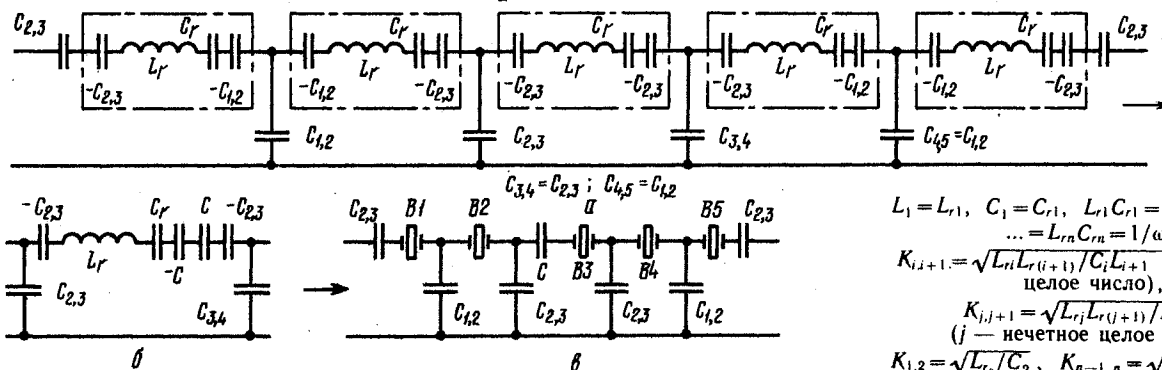 C₂,₃ Cᵣ Cᵣ Cᵣ Cᵣ Cᵣ C₂,₃
Lᵣ Lᵣ Lᵣ Lᵣ Lᵣ
-C₂,₃ -C₁,₂ -C₁,₂ -C₂,₃ -C₂,₃ -C₂,₃ -C₂,₃ -C₁,₂ -C₁,₂ -C₂,₃
C₁,₂ C₂,₃ C₃,₄ C₄,₅=C₁,₂
C₃,₄=C₂,₃ ; C₄,₅=C₁,₂
а
-C₂,₃ Cᵣ C -C₂,₃
Lᵣ -C
C₂,₃ C₃,₄
б
C₂,₃ B1 B2 B5 C₂,₃
C B3 B4
C₁,₂ C₂,₃ C₂,₃ C₁,₂
в
L₁=Lᵣ₁, C₁=Cᵣ₁, Lᵣ₁Cᵣ₁=
...=LᵣₙCᵣₙ=1/ω
Kᵢ,ᵢ₊₁=√LᵣᵢLᵣ₍ᵢ₊₁₎/CᵢLᵢ₊₁
целое число),
Kⱼ,ⱼ₊₁=√LᵣⱼLᵣ₍ⱼ₊₁₎/
(j — нечетное целое
K₁,₂=√Lᵣ /C₂, Kₙ₋₁,ₙ=√